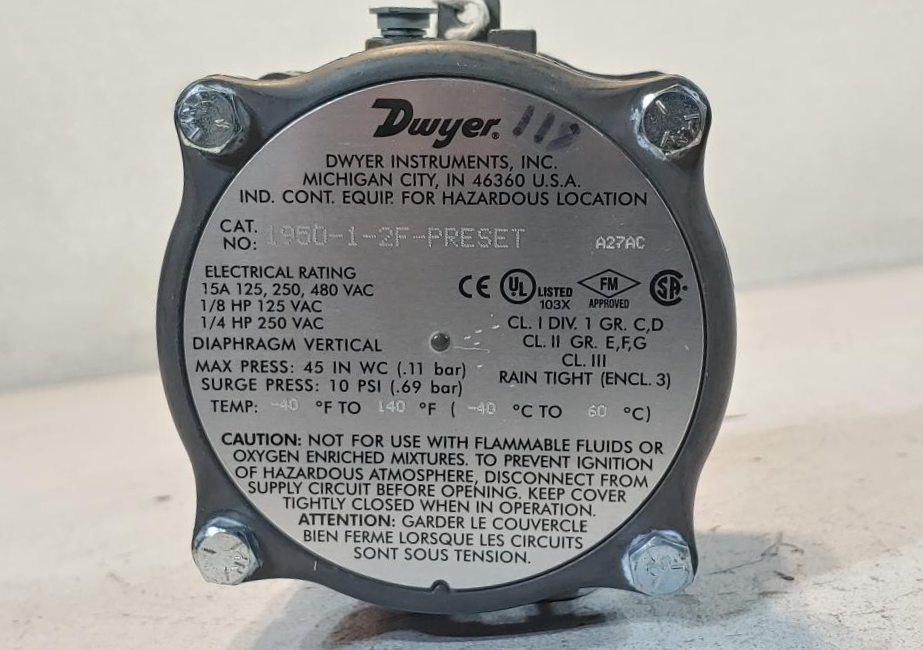 Dwyer® 112
DWYER INSTRUMENTS, INC.
MICHIGAN CITY, IN 46360 U.S.A.
IND. CONT. EQUIP. FOR HAZARDOUS LOCATION
CAT. NO: 1950-1-2F-PRESET A27AC
ELECTRICAL RATING
15A 125, 250, 480 VAC
1/8 HP 125 VAC
1/4 HP 250 VAC
DIAPHRAGM VERTICAL
MAX PRESS: 45 IN WC (.11 bar)
SURGE PRESS: 10 PSI (.69 bar)
CE UL LISTED 103X FM APPROVED SA
CL. I DIV. 1 GR. C,D
CL. II GR. E,F,G
CL. III
RAIN TIGHT (ENCL. 3)
TEMP: -40 °F TO 140 °F ( -40 °C TO 60 °C)
CAUTION: NOT FOR USE WITH FLAMMABLE FLUIDS OR
OXYGEN ENRICHED MIXTURES. TO PREVENT IGNITION
OF HAZARDOUS ATMOSPHERE, DISCONNECT FROM
SUPPLY CIRCUIT BEFORE OPENING. KEEP COVER
TIGHTLY CLOSED WHEN IN OPERATION.
ATTENTION: GARDER LE COUVERCLE
BIEN FERME LORSQUE LES CIRCUITS
SONT SOUS TENSION.